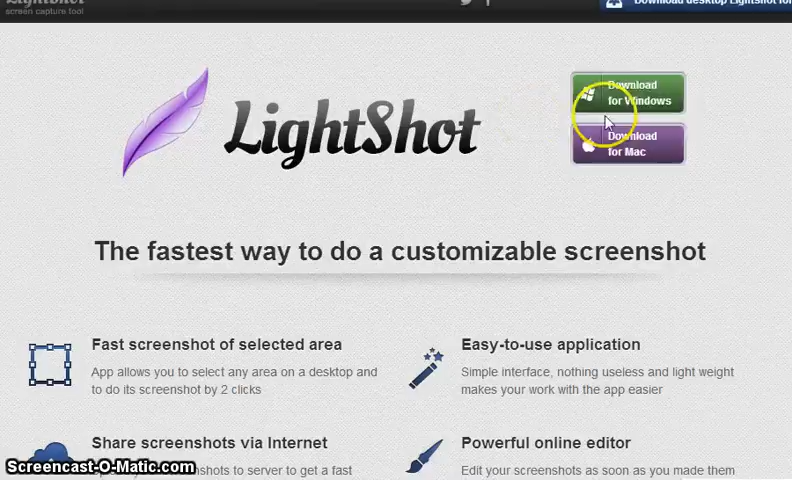 LightShot
screen capture tool
Download desktop Lightshot for
Download
for Windows
LightShot
Download
for Mac
The fastest way to do a customizable screenshot
Fast screenshot of selected area
App allows you to select any area on a desktop and
to do its screenshot by 2 clicks
Easy-to-use application
Simple interface, nothing useless and light weight
makes your work with the app easier
Share screenshots via Internet
screenshots to server to get a fast
Powerful online editor
Edit your screenshots as soon as you made them
Screencast-O-Matic.com